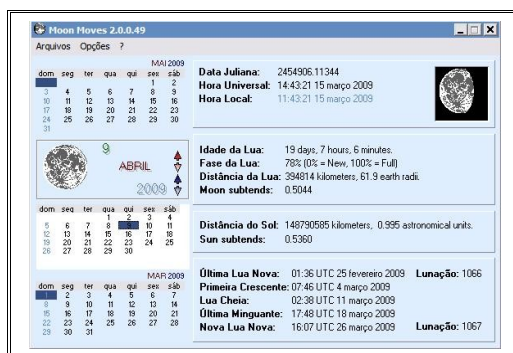 Moon Moves 2.0.0.49
Arquivos Opções ?
MAI 2009
dom seg ter qua qui sex sáb
1 2
3 4 5 6 7 8 9
10 11 12 13 14 15 16
17 18 19 20 21 22 23
24 25 26 27 28 29 30
31
9
ABRIL
2009
dom seg ter qua qui sex sáb
1 2 3 4
5 6 7 8 9 10 11
12 13 14 15 16 17 18
19 20 21 22 23 24 25
26 27 28 29 30
MAR 2009
dom seg ter qua qui sex sáb
1 2 3 4 5 6 7
8 9 10 11 12 13 14
15 16 17 18 19 20 21
22 23 24 25 26 27 28
29 30 31
Data Juliana: 2454906.11344
Hora Universal: 14:43:21 15 março 2009
Hora Local: 11:43:21 15 março 2009
Idade da Lua: 19 days, 7 hours, 6 minutes.
Fase da Lua: 78% (0% = New, 100% = Full)
Distância da Lua: 394814 kilometers, 61.9 earth radii.
Moon subtends: 0.5044
Distância do Sol: 148790585 kilometers, 0.995 astronomical units.
Sun subtends: 0.5360
Última Lua Nova: 01:36 UTC 25 fevereiro 2009 Lunação: 1066
Primeira Crescente: 07:46 UTC 4 março 2009
Lua Cheia: 02:38 UTC 11 março 2009
Última Minguante: 17:48 UTC 18 março 2009
Nova Lua Nova: 16:07 UTC 26 março 2009 Lunação: 1067